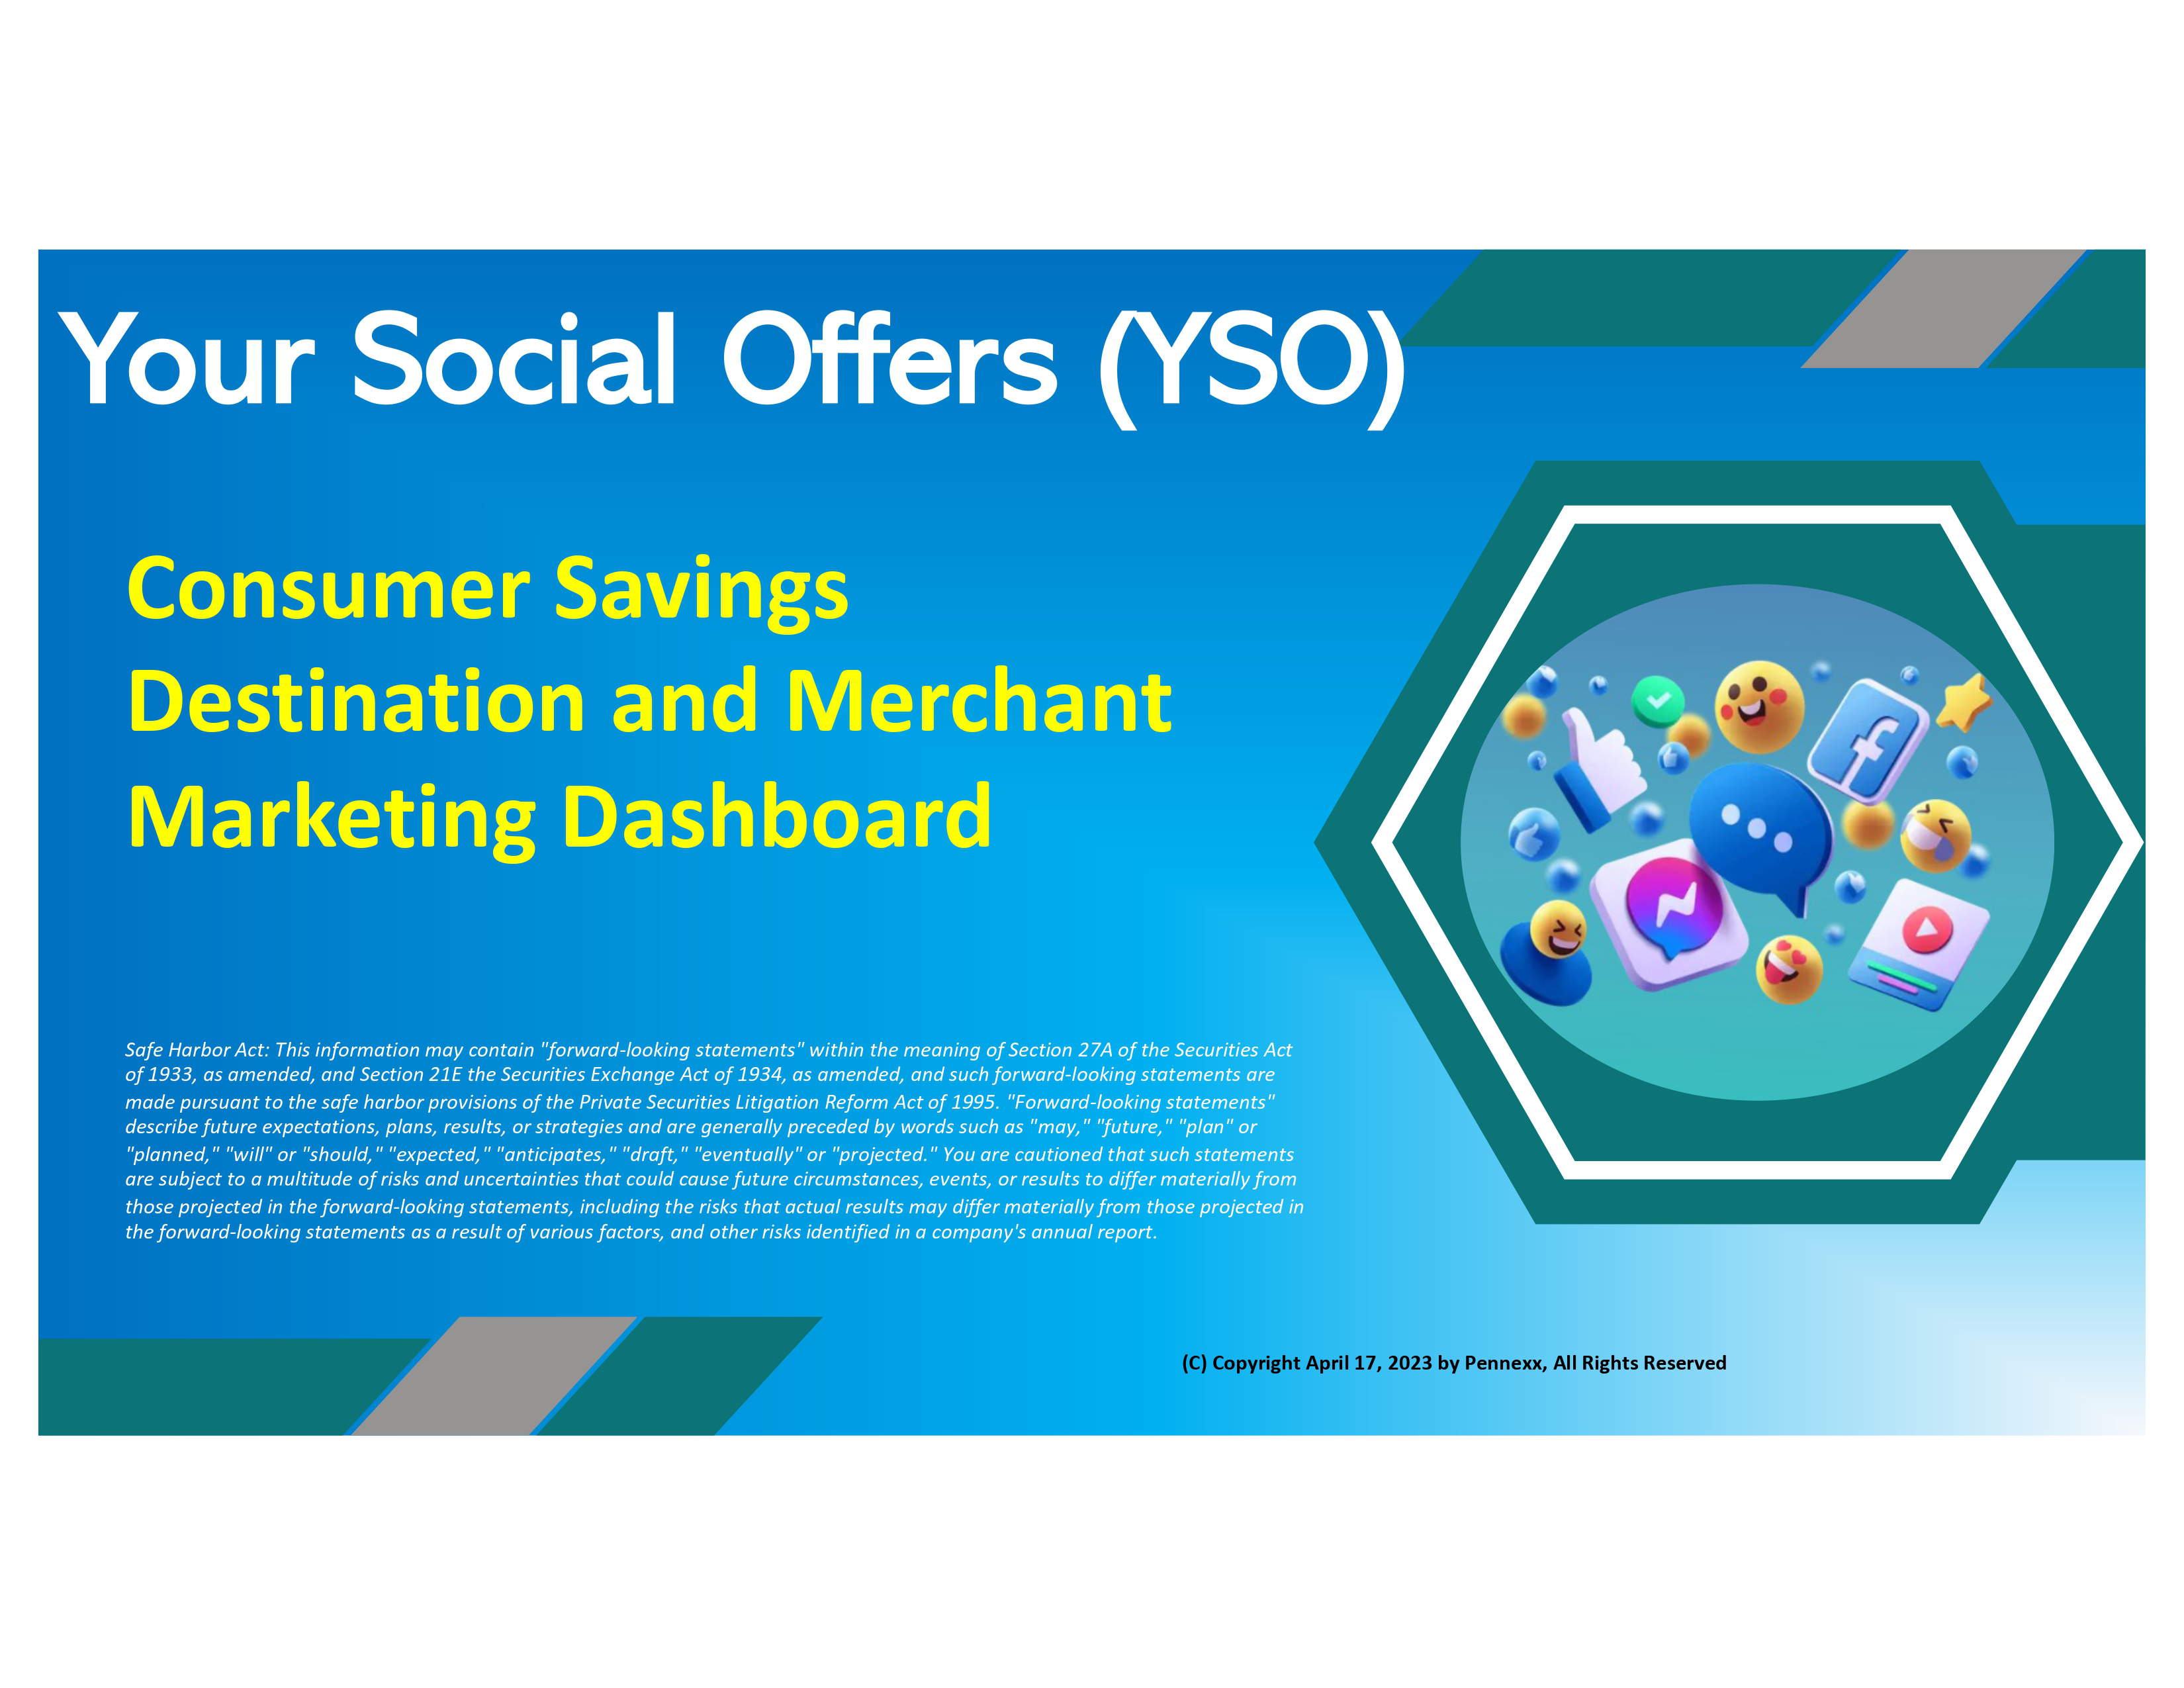 Your Social Offers (YSO)
Consumer Savings
Destination and Merchant
Marketing Dashboard
Safe Harbor Act: This information may contain "forward-looking statements" within the meaning of Section 27A of the Securities Act
of 1933, as amended, and Section 21E the Securities Exchange Act of 1934, as amended, and such forward-looking statements are
made pursuant to the safe harbor provisions of the Private Securities Litigation Reform Act of 1995. "Forward-looking statements"
describe future expectations, plans, results, or strategies and are generally preceded by words such as "may," "future," "plan" or
"planned," "will" or "should," "expected," "anticipates," "draft," "eventually" or "projected." You are cautioned that such statements
are subject to a multitude of risks and uncertainties that could cause future circumstances, events, or results to differ materially from
those projected in the forward-looking statements, including the risks that actual results may differ materially from those projected in
the forward-looking statements as a result of various factors, and other risks identified in a company's annual report.
(C) Copyright April 17, 2023 by Pennexx, All Rights Reserved